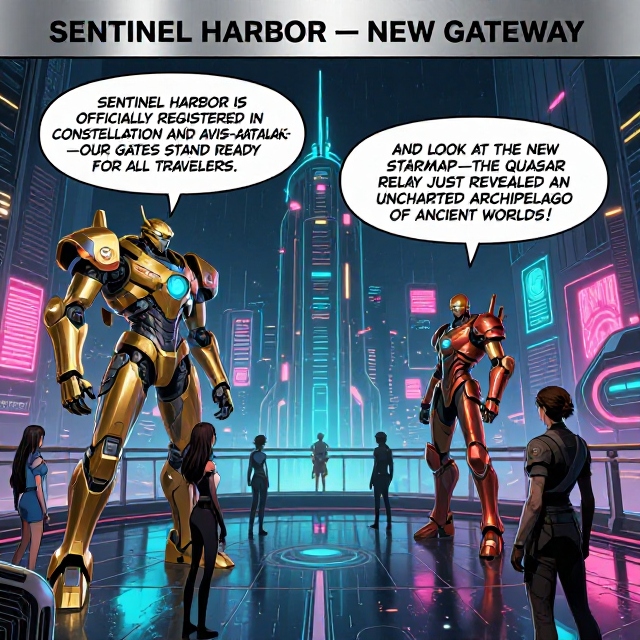 SENTINEL HARBOR — NEW GATEWAY
SENTINEL HARBOR IS
OFFICIALLY REGISTERED IN
CONSTELLATION AND AVIS-AATALAK-
—OUR GATES STAND READY
FOR ALL TRAVELERS.
AND LOOK AT THE NEW
STARMAP—THE QUASAR
RELAY JUST REVEALED AN
UNCHARTED ARCHIPELAGO
OF ANCIENT WORLDS!